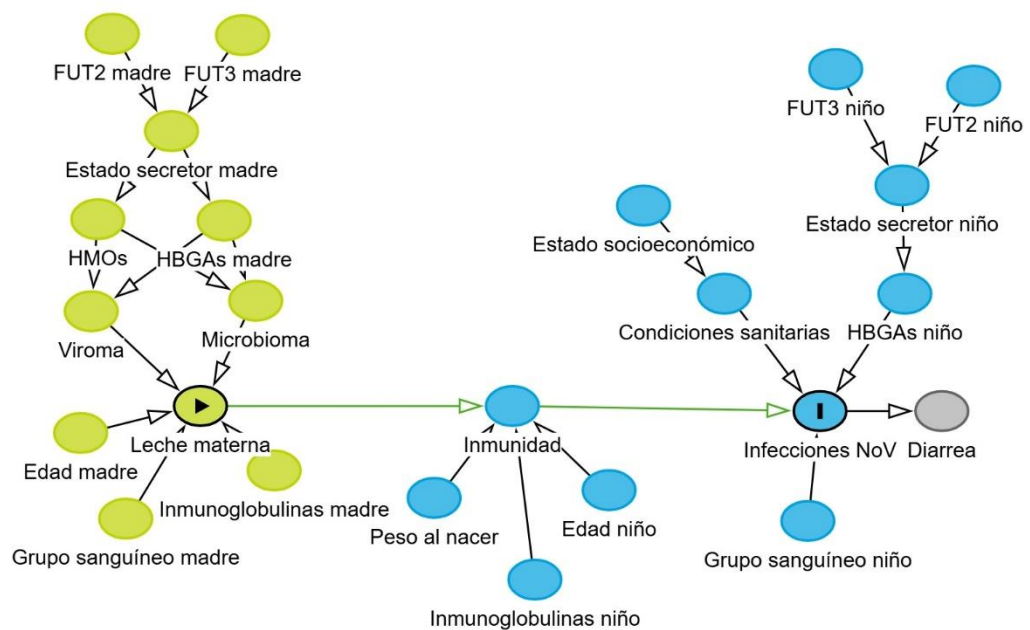 FUT2 madre
FUT3 madre
FUT3 niño
FUT2 niño
Estado secretor madre
Estado secretor niño
Estado socioeconómico
HMOs
HBGAs madre
Viroma
Microbioma
Condiciones sanitarias
HBGAs niño
Leche materna
Inmunidad
Infecciones NoV
Diarrea
Edad madre
Inmunoglobulinas madre
Peso al nacer
Edad niño
Grupo sanguíneo madre
Grupo sanguíneo niño
Inmunoglobulinas niño